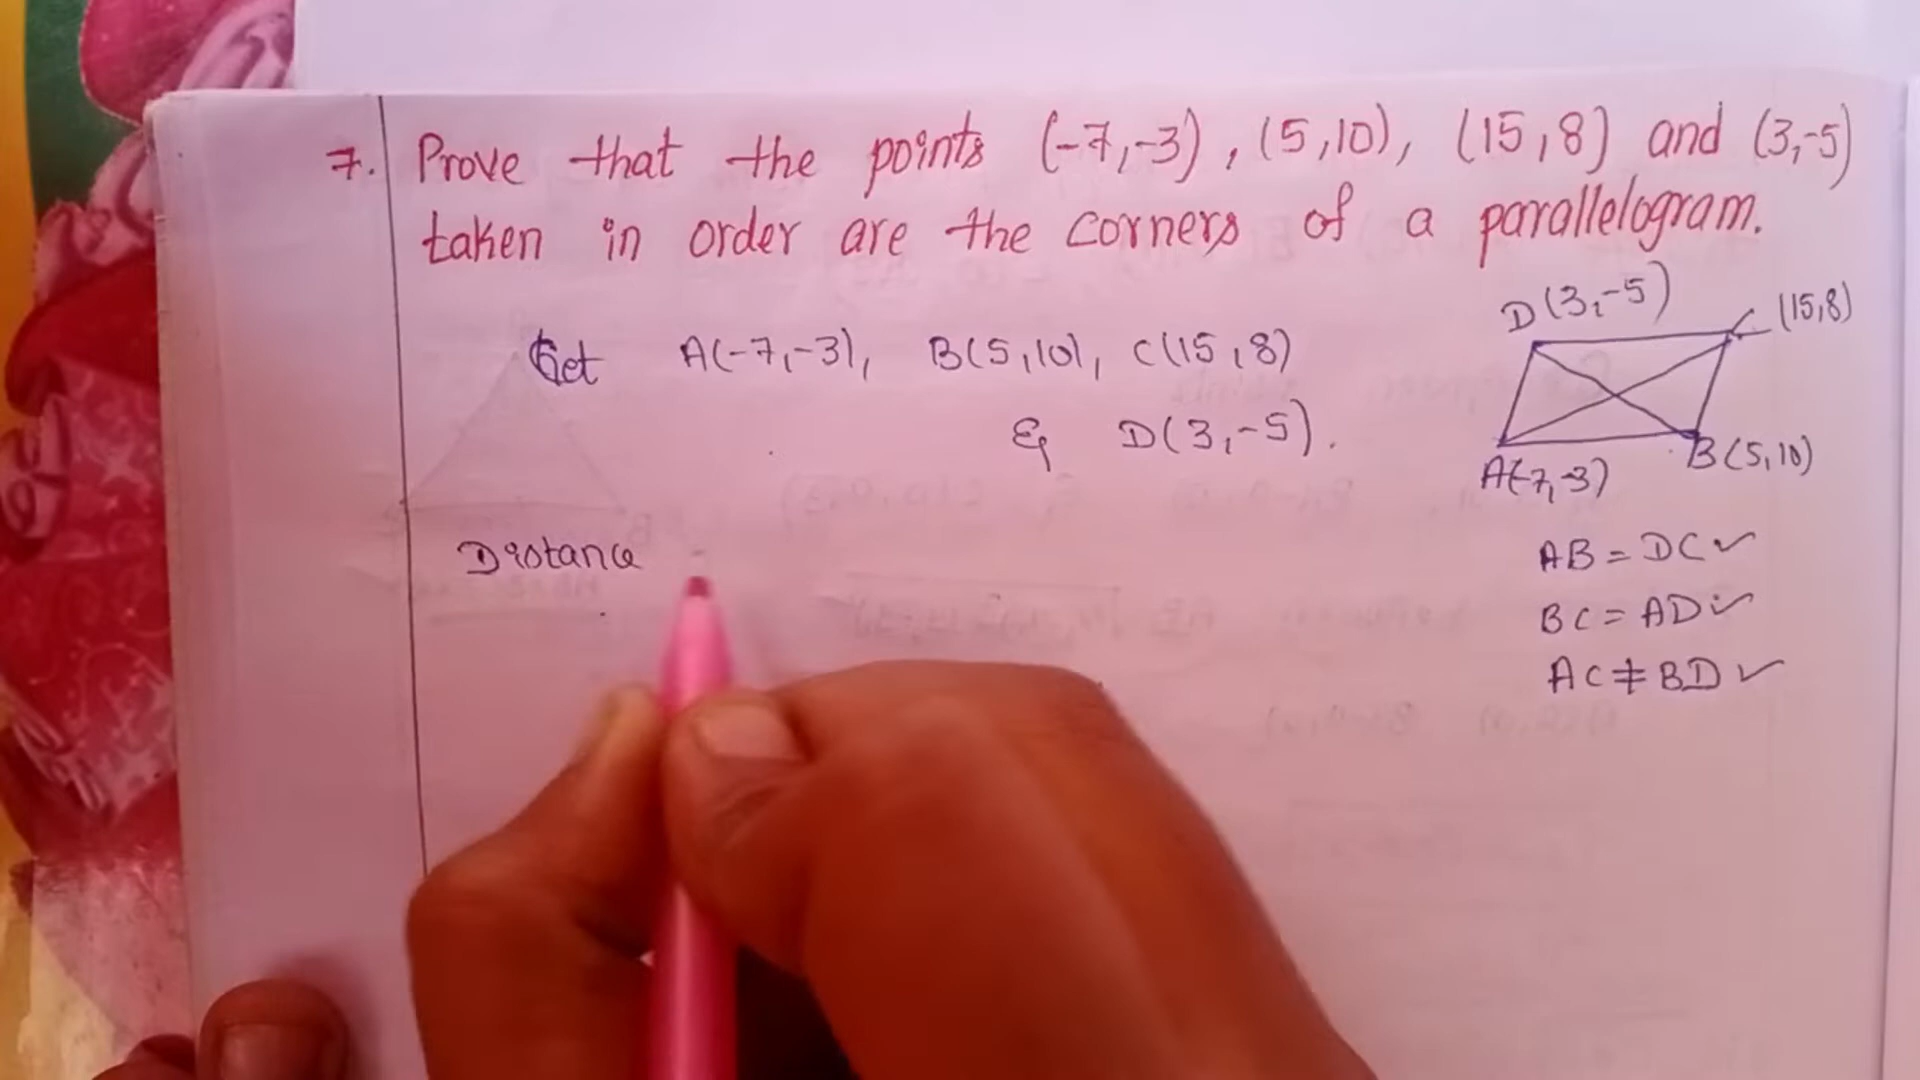 7. Prove that the points (-7,-3), (5,10), (15,8) and (3,-5)
taken in order are the corners of a parallelogram.
Let A(-7,-3), B(5,10), C(15,8)
& D(3,-5).
D(3,-5)
C (15,8)
A(-7,-3)
B(5,10)
AB = DC ✓
BC = AD ✓
AC ≠ BD ✓
Distance